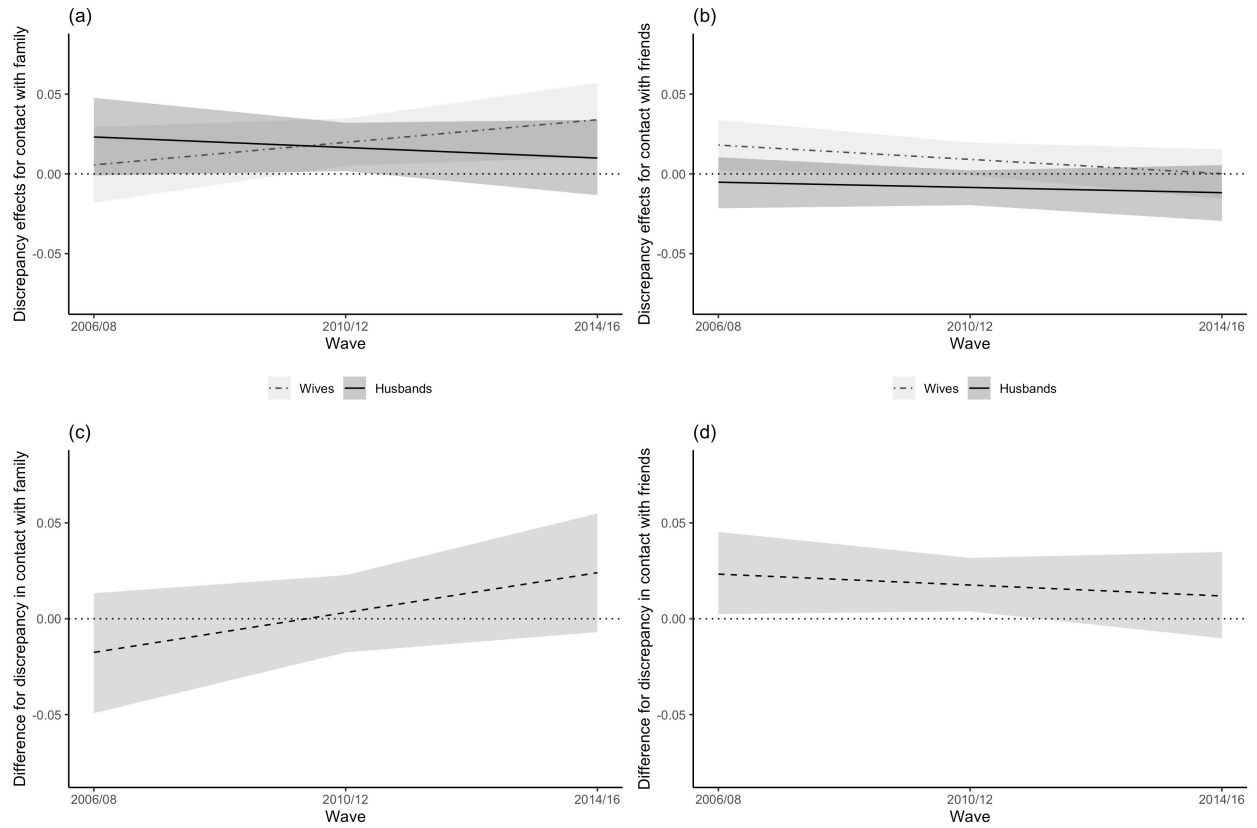 (a)
Discrepancy effects for contact with family
0.05
0.00
-0.05
2006/08
2010/12
2014/16
Wave
Wives
Husbands
(b)
Discrepancy effects for contact with friends
0.05
0.00
-0.05
2006/08
2010/12
2014/16
Wave
Wives
Husbands
(c)
Difference for discrepancy in contact with family
0.05
0.00
-0.05
2006/08
2010/12
2014/16
Wave
(d)
Difference for discrepancy in contact with friends
0.05
0.00
-0.05
2006/08
2010/12
2014/16
Wave